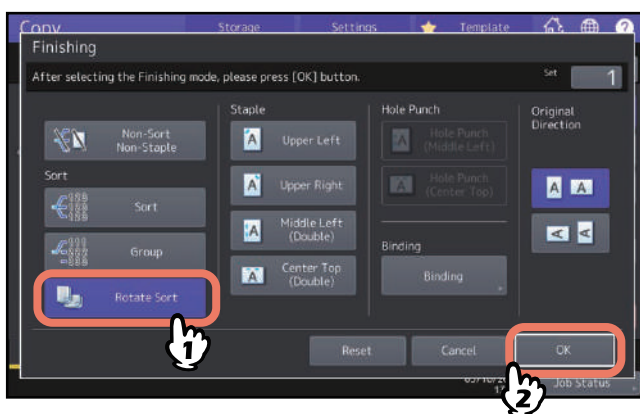 Copy
Storage
Settings
Template
Finishing
After selecting the Finishing mode, please press [OK] button.
Set
1
Non-Sort
Non-Staple
Sort
Sort
Group
Rotate Sort
Staple
Upper Left
Upper Right
Middle Left
(Double)
Center Top
(Double)
Hole Punch
Hole Punch
(Middle Left)
Hole Punch
(Center Top)
Binding
Binding
Original
Direction
Reset
Cancel
OK
Job Status
1
2